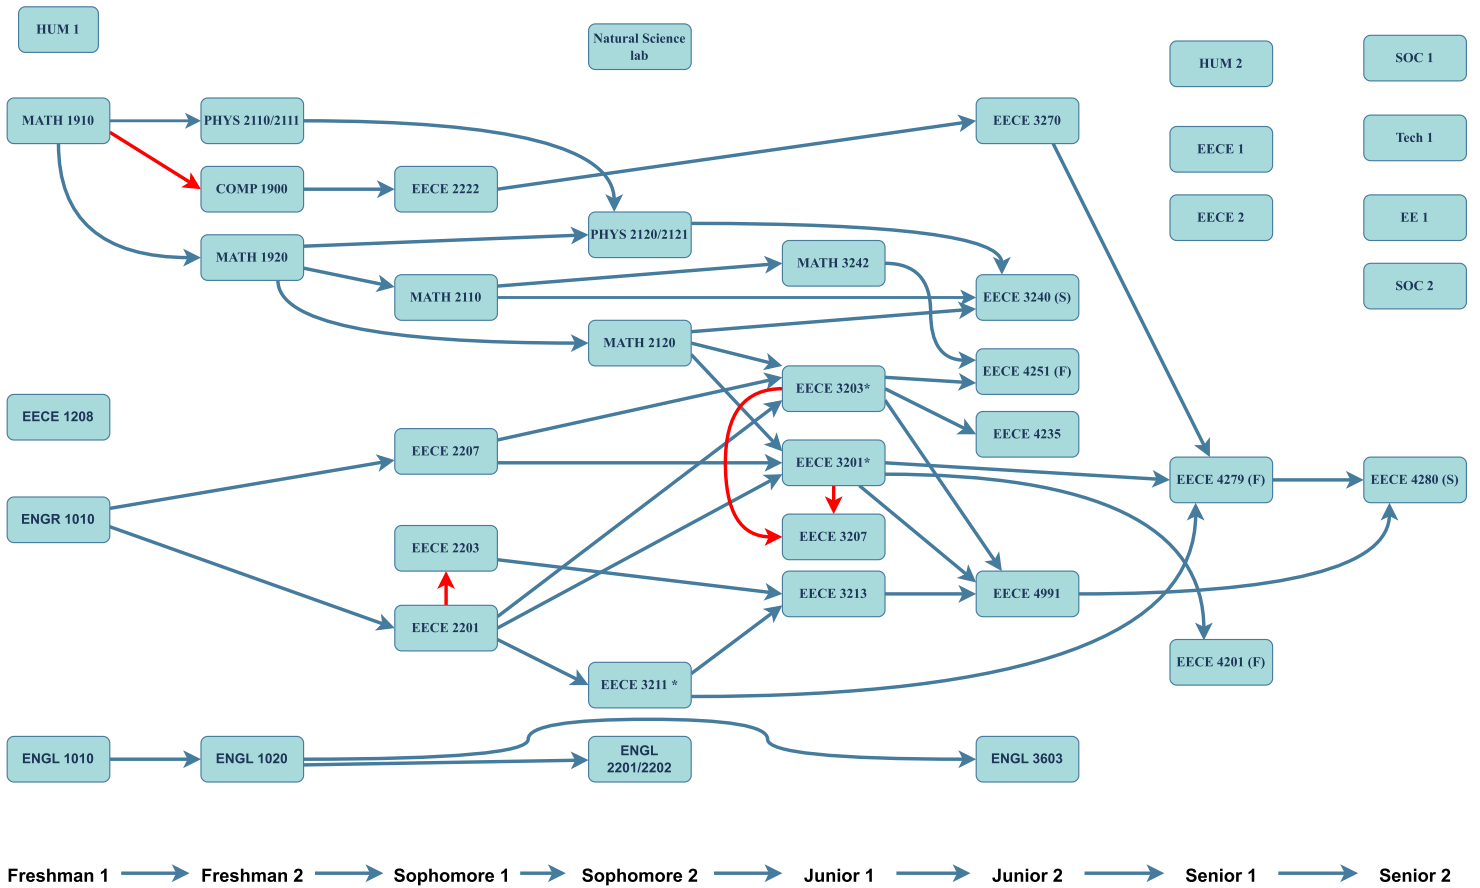 HUM 1
Natural Science
lab
HUM 2
SOC 1
MATH 1910
PHYS 2110/2111
EECE 3270
Tech 1
EECE 1
COMP 1900
EECE 2222
EECE 2
EE 1
PHYS 2120/2121
MATH 1920
MATH 3242
SOC 2
MATH 2110
EECE 3240 (S)
MATH 2120
EECE 4251 (F)
EECE 3203*
EECE 1208
EECE 4235
EECE 2207
EECE 3201*
EECE 4279 (F)
EECE 4280 (S)
ENGR 1010
EECE 3207
EECE 2203
EECE 3213
EECE 4991
EECE 2201
EECE 4201 (F)
EECE 3211 *
ENGL 1010
ENGL 1020
ENGL
2201/2202
ENGL 3603
Freshman 1
Freshman 2
Sophomore 1
Sophomore 2
Junior 1
Junior 2
Senior 1
Senior 2